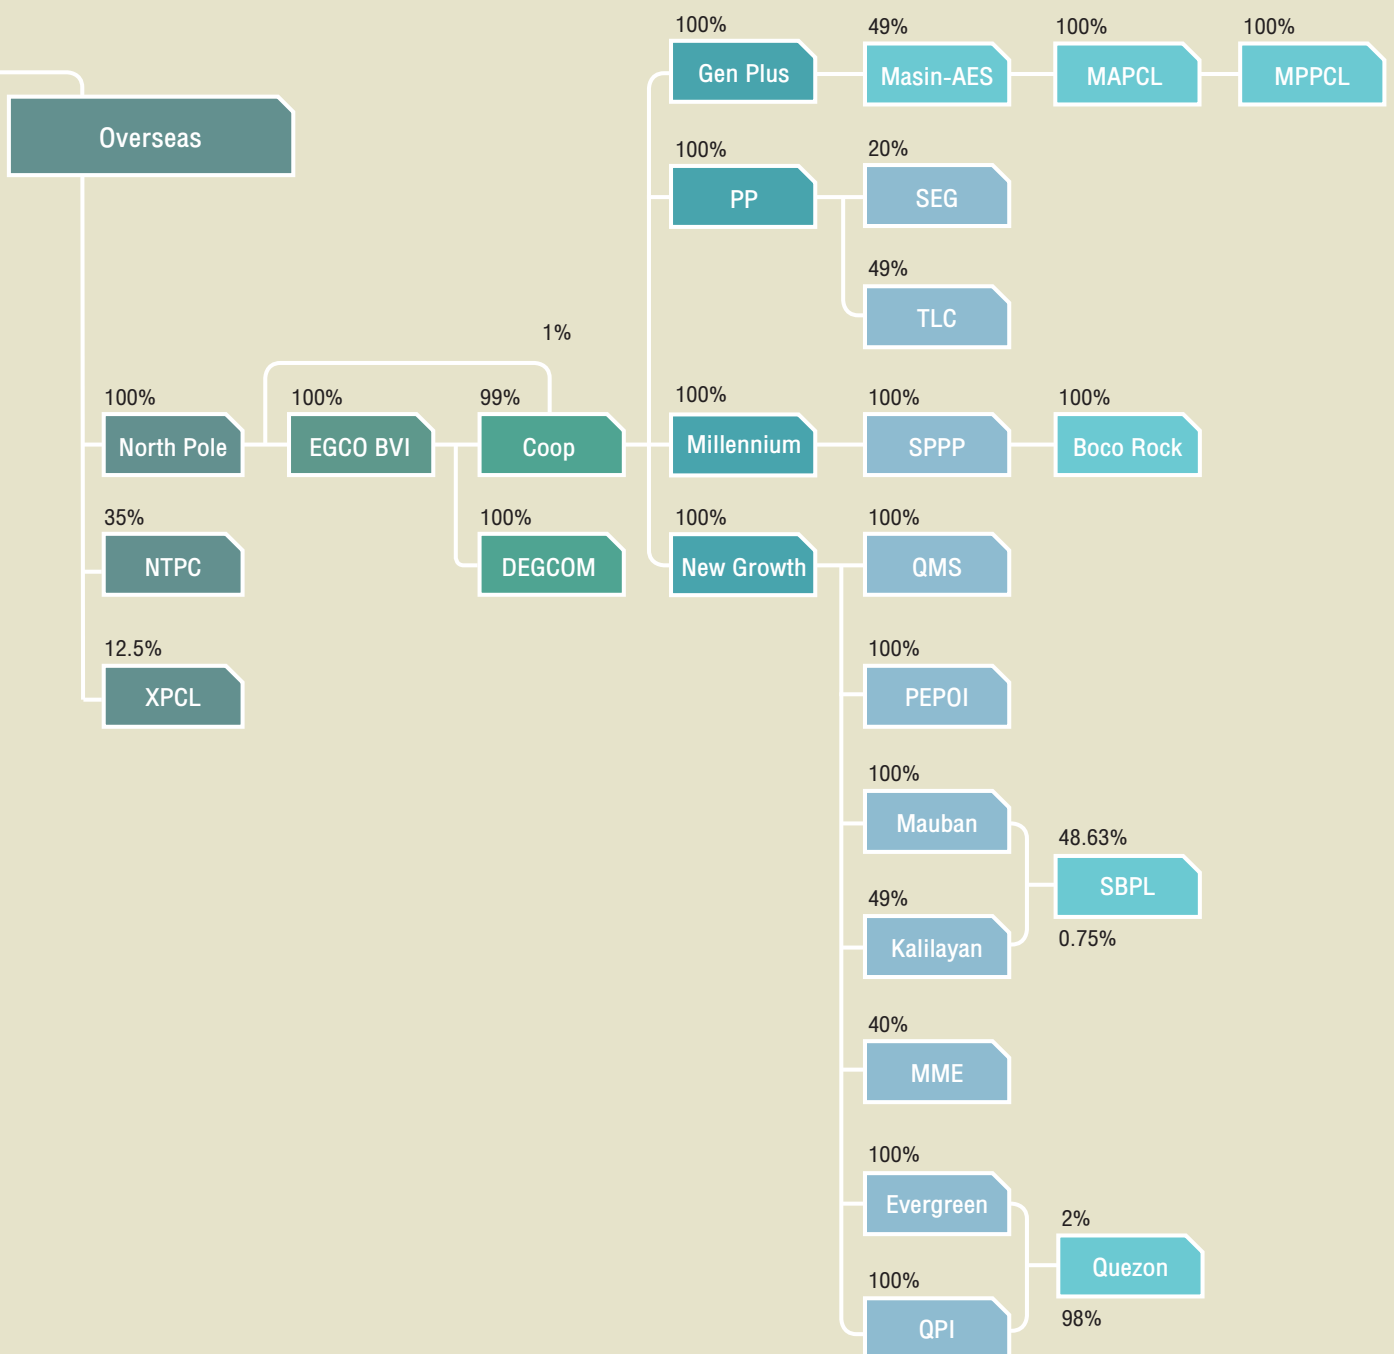 100%
Gen Plus
49%
Masin-AES
100%
MAPCL
100%
MPPCL
Overseas
100%
PP
20%
SEG
49%
TLC
1%
100%
North Pole
100%
EGCO BVI
99%
Coop
100%
Millennium
100%
SPPP
100%
Boco Rock
35%
NTPC
100%
DEGCOM
100%
New Growth
100%
QMS
12.5%
XPCL
100%
PEPOI
100%
Mauban
48.63%
SBPL
0.75%
49%
Kalilayan
40%
MME
100%
Evergreen
2%
Quezon
98%
100%
QPI